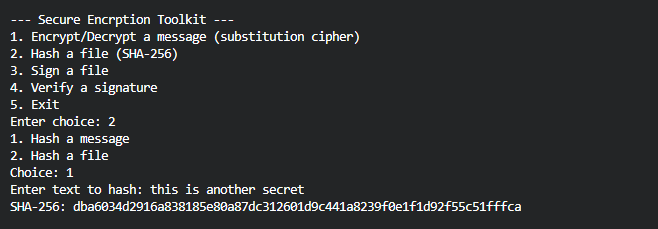 --- Secure Encrption Toolkit ---
1. Encrypt/Decrypt a message (substitution cipher)
2. Hash a file (SHA-256)
3. Sign a file
4. Verify a signature
5. Exit
Enter choice: 2
1. Hash a message
2. Hash a file
Choice: 1
Enter text to hash: this is another secret
SHA-256: dba6034d2916a838185e80a87dc312601d9c441a8239f0e1f1d92f55c51fffca